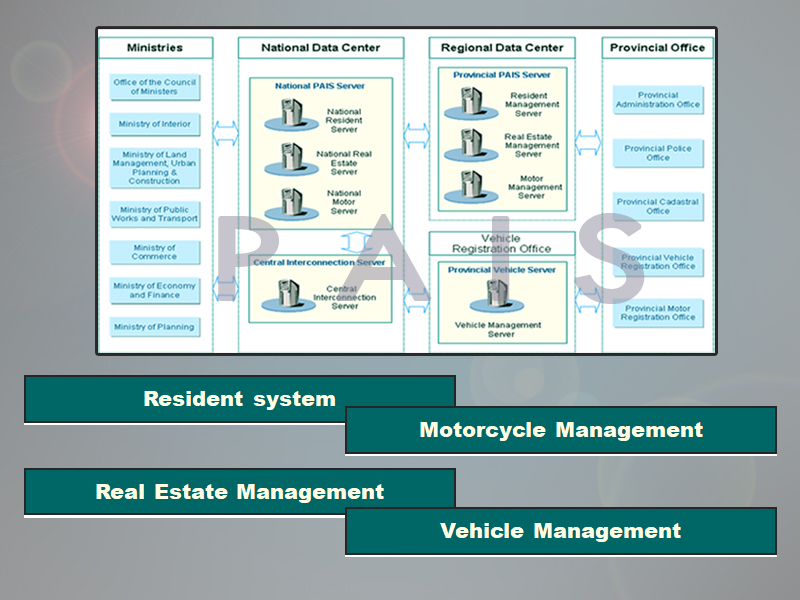 Ministries
Office of the Council
of Ministers
Ministry of Interior
Ministry of Land
Management, Urban
Planning &
Construction
Ministry of Public
Works and Transport
Ministry of
Commerce
Ministry of Economy
and Finance
Ministry of Planning
National Data Center
National PAIS Server
National
Resident
Server
National Real
Estate
Server
National
Motor
Server
Central Interconnection Server
Central
Interconnection
Server
Regional Data Center
Provincial PAIS Server
Resident
Management
Server
Real Estate
Management
Server
Motor
Management
Server
Vehicle
Registration Office
Provincial Vehicle Server
Vehicle Management
Server
Provincial Office
Provincial
Administration Office
Provincial Police
Office
Provincial Cadastral
Office
Provincial Vehicle
Registration Office
Provincial Motor
Registration Office
PAIS
Resident system
Motorcycle Management
Real Estate Management
Vehicle Management